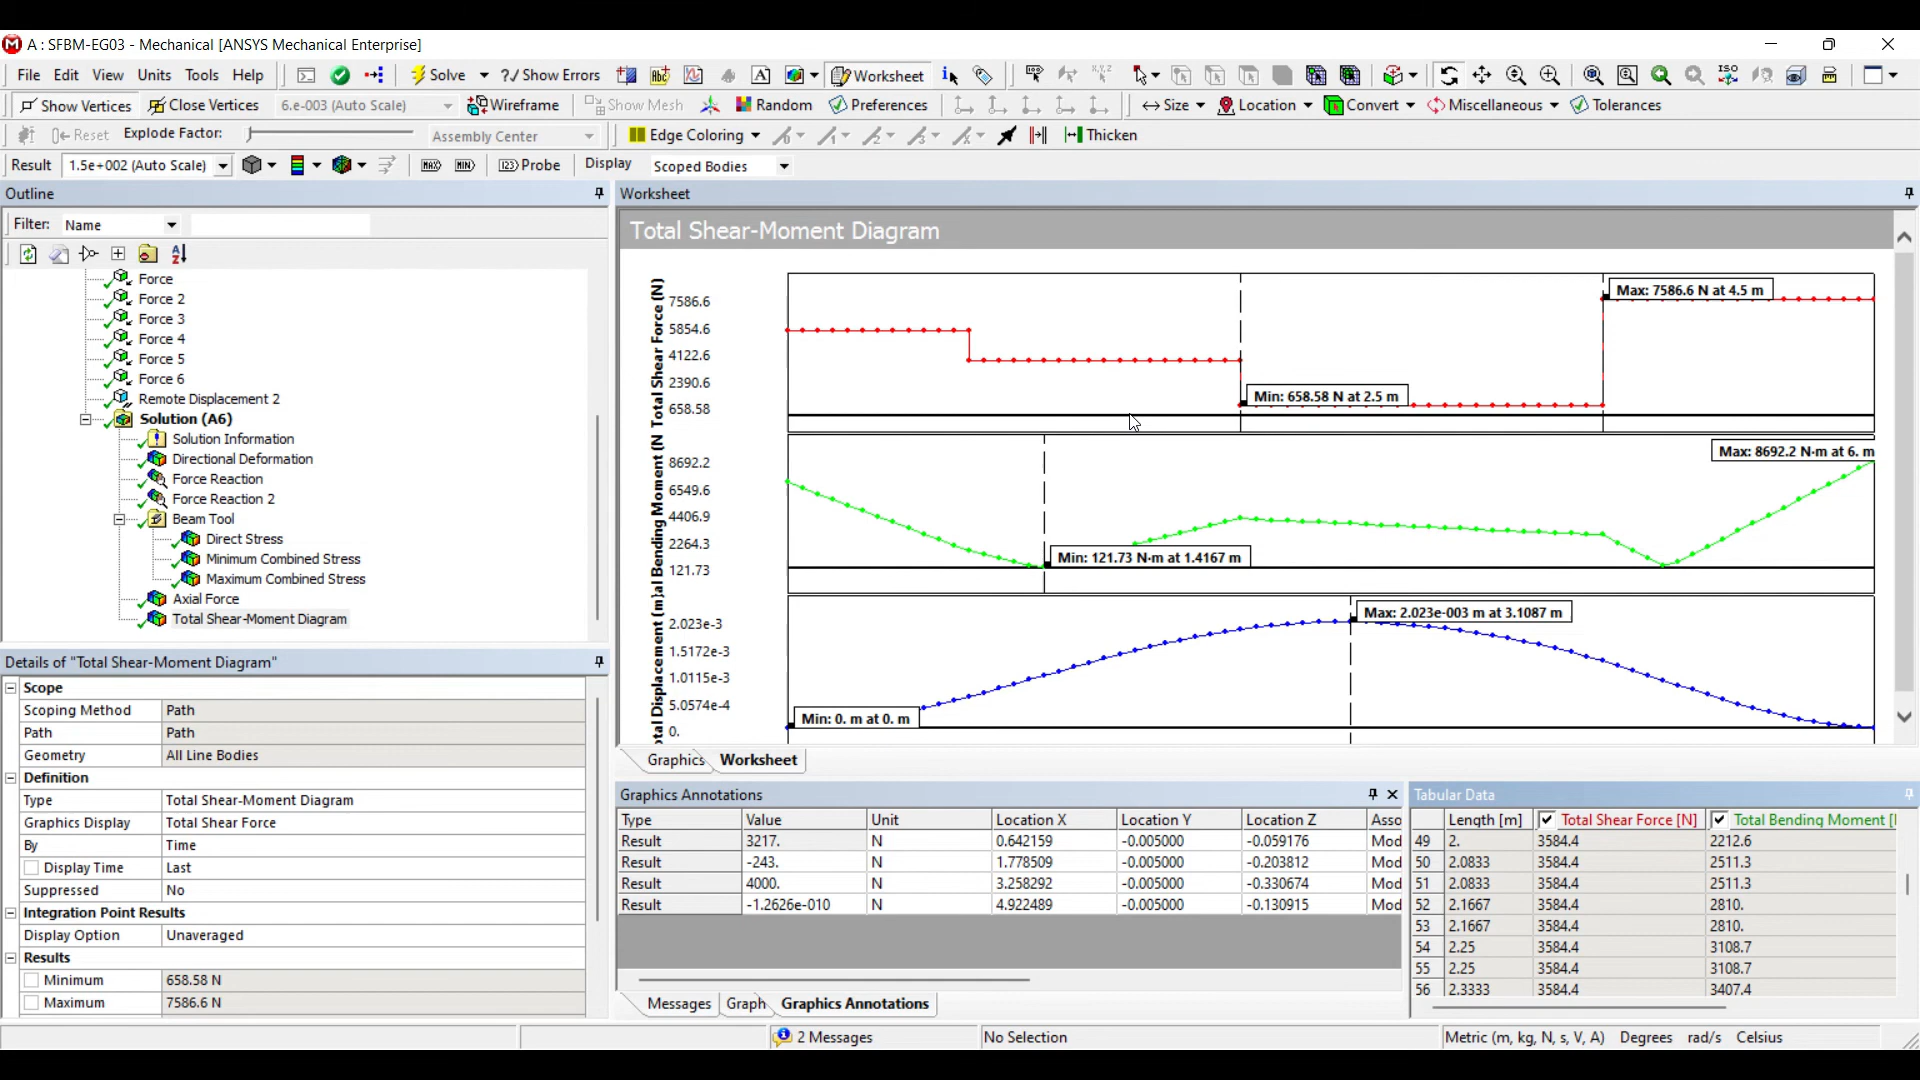 A : SFBM-EG03 - Mechanical [ANSYS Mechanical Enterprise]
File Edit View Units Tools Help Solve ?/ Show Errors Worksheet
Show Vertices Close Vertices 6.e-003 (Auto Scale) Wireframe Show Mesh Random Preferences Size Location Convert Miscellaneous Tolerances
Reset Explode Factor: Assembly Center Edge Coloring Thicken
Result 1.5e+002 (Auto Scale) MAX MIN Probe Display Scoped Bodies
Outline
Filter: Name
Force
Force 2
Force 3
Force 4
Force 5
Force 6
Remote Displacement 2
Solution (A6)
Solution Information
Directional Deformation
Force Reaction
Force Reaction 2
Beam Tool
Direct Stress
Minimum Combined Stress
Maximum Combined Stress
Axial Force
Total Shear-Moment Diagram
Details of "Total Shear-Moment Diagram"
Scope
Scoping Method Path
Path Path
Geometry All Line Bodies
Definition
Type Total Shear-Moment Diagram
Graphics Display Total Shear Force
By Time
Display Time Last
Suppressed No
Integration Point Results
Display Option Unaveraged
Results
Minimum 658.58 N
Maximum 7586.6 N
Worksheet
Total Shear-Moment Diagram
Total Shear Force (N)
7586.6
5854.6
4122.6
2390.6
658.58
Max: 7586.6 N at 4.5 m
Min: 658.58 N at 2.5 m
al Bending Moment (N
8692.2
6549.6
4406.9
2264.3
121.73
Max: 8692.2 N·m at 6. m
Min: 121.73 N·m at 1.4167 m
tal Displacement (m)
2.023e-3
1.5172e-3
1.0115e-3
5.0574e-4
0.
Max: 2.023e-003 m at 3.1087 m
Min: 0. m at 0. m
Graphics Worksheet
Graphics Annotations
Type Value Unit Location X Location Y Location Z Asso
Result 3217. N 0.642159 -0.005000 -0.059176 Mod
Result -243. N 1.778509 -0.005000 -0.203812 Mod
Result 4000. N 3.258292 -0.005000 -0.330674 Mod
Result -1.2626e-010 N 4.922489 -0.005000 -0.130915 Mod
Messages Graph Graphics Annotations
Tabular Data
Length [m] Total Shear Force [N] Total Bending Moment [
49 2. 3584.4 2212.6
50 2.0833 3584.4 2511.3
51 2.0833 3584.4 2511.3
52 2.1667 3584.4 2810.
53 2.1667 3584.4 2810.
54 2.25 3584.4 3108.7
55 2.25 3584.4 3108.7
56 2.3333 3584.4 3407.4
2 Messages No Selection Metric (m, kg, N, s, V, A) Degrees rad/s Celsius